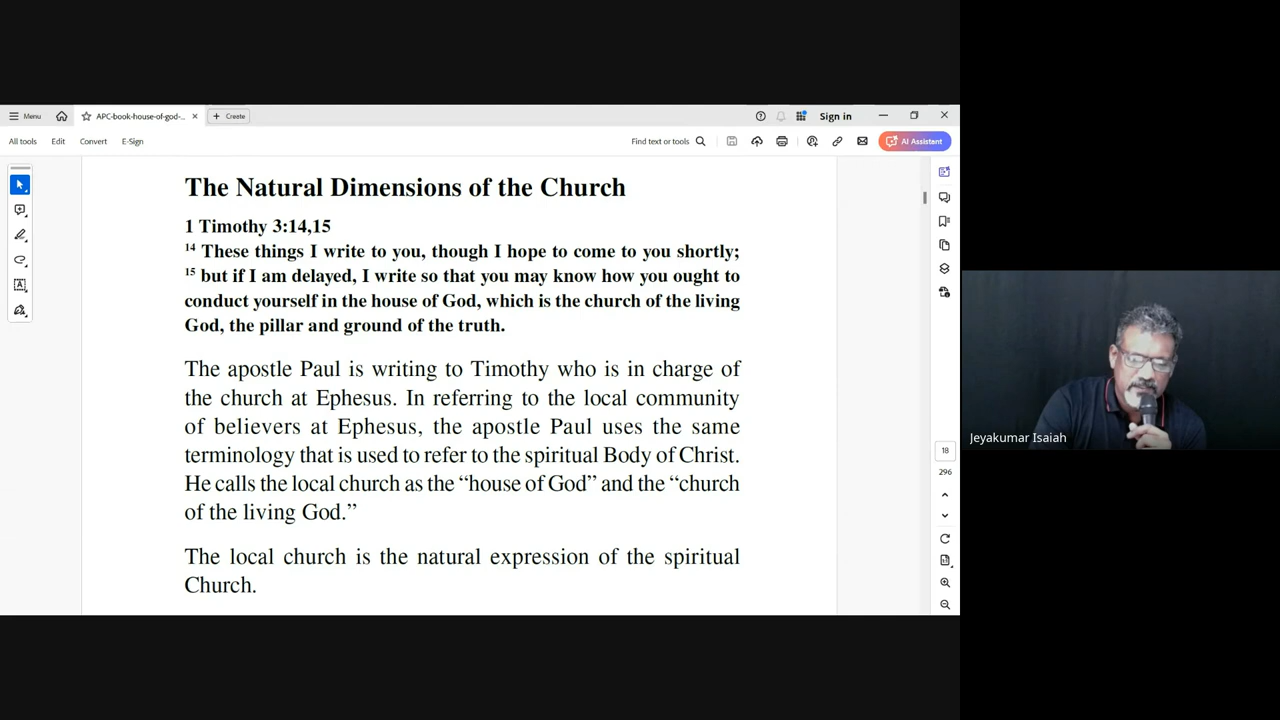 Menu
APC-book-house-of-god-...
Create
Sign in
All tools
Edit
Convert
E-Sign
Find text or tools
AI Assistant
The Natural Dimensions of the Church
1 Timothy 3:14,15
14 These things I write to you, though I hope to come to you shortly;
15 but if I am delayed, I write so that you may know how you ought to
conduct yourself in the house of God, which is the church of the living
God, the pillar and ground of the truth.
The apostle Paul is writing to Timothy who is in charge of
the church at Ephesus. In referring to the local community
of believers at Ephesus, the apostle Paul uses the same
terminology that is used to refer to the spiritual Body of Christ.
He calls the local church as the “house of God” and the “church
of the living God.”
The local church is the natural expression of the spiritual
Church.
18
296
Jeyakumar Isaiah